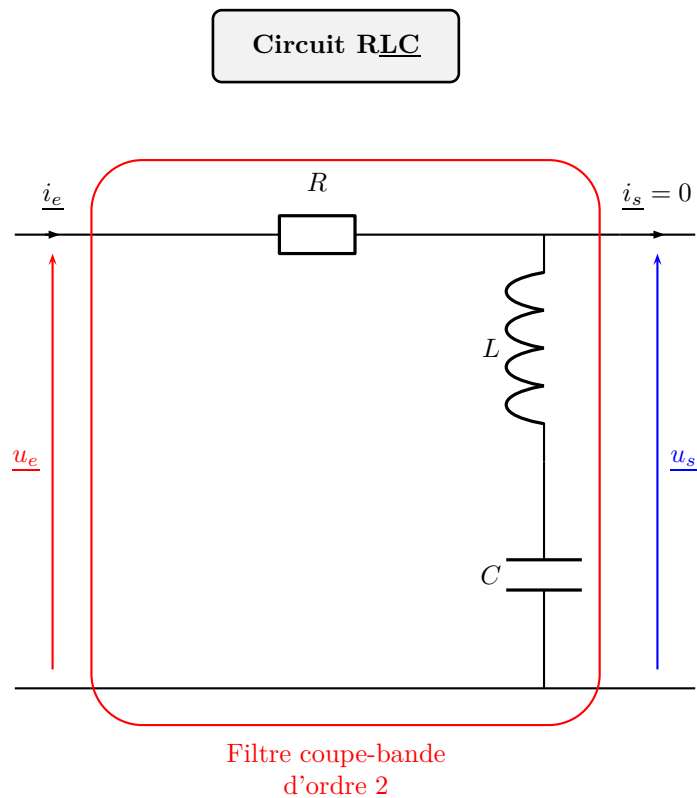 Circuit RLC
R
i_e
i_s = 0
L
u_e
u_s
C
Filtre coupe-bande
d'ordre 2